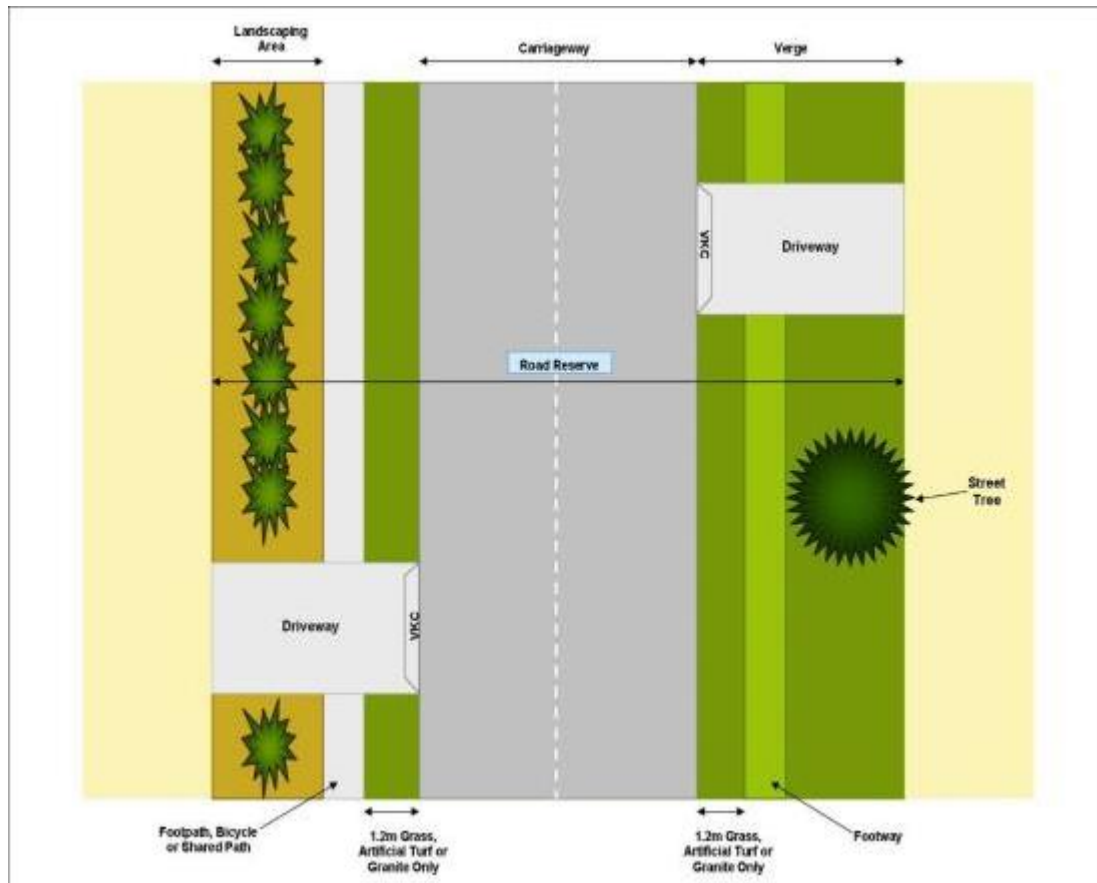 Landscaping
Area
Carriageway
Verge
VKC
Driveway
Road Reserve
Street
Tree
Driveway
VKC
Footpath, Bicycle
or Shared Path
1.2m Grass,
Artificial Turf or
Granite Only
1.2m Grass,
Artificial Turf or
Granite Only
Footway